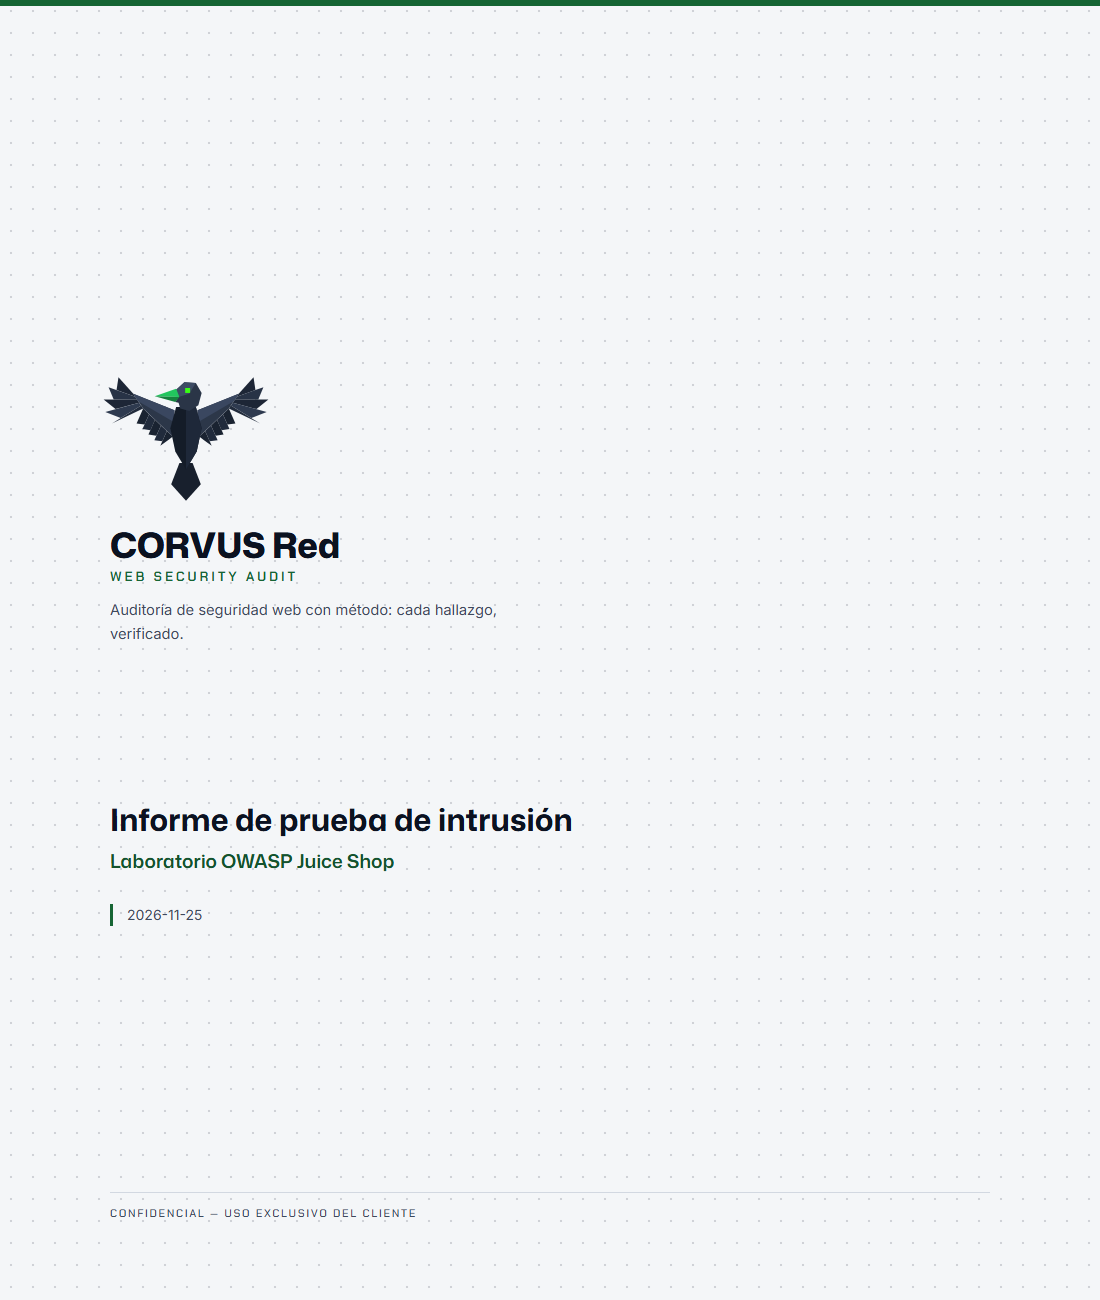 CORVUS Red
WEB SECURITY AUDIT
Auditoría de seguridad web con método: cada hallazgo,
verificado.
Informe de prueba de intrusión
Laboratorio OWASP Juice Shop
2026-11-25
CONFIDENCIAL — USO EXCLUSIVO DEL CLIENTE